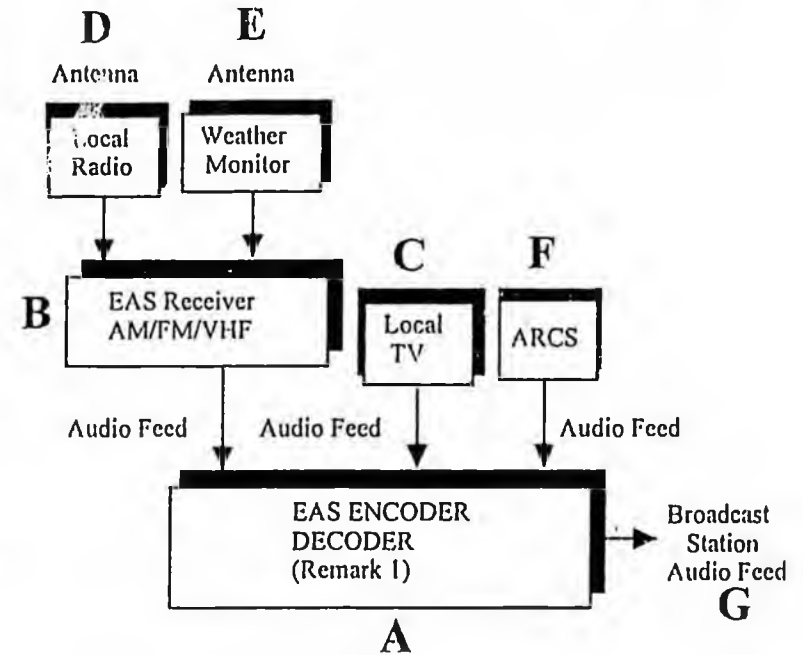 D
E
Antenna
Antenna
Local
Radio
Weather
Monitor
B
EAS Receiver
AM/FM/VHF
C
Local
TV
F
ARCS
Audio Feed
Audio Feed
Audio Feed
EAS ENCODER
DECODER
(Remark 1)
Broadcast
Station
Audio Feed
G
A